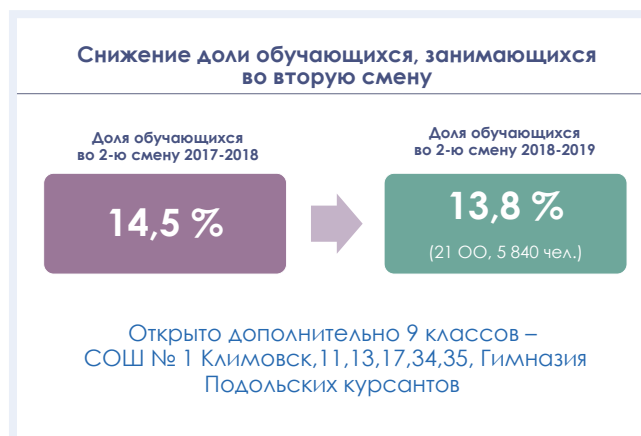 Снижение доли обучающихся, занимающихся
во вторую смену
Доля обучающихся
во 2-ю смену 2017-2018
14,5 %
Доля обучающихся
во 2-ю смену 2018-2019
13,8 %
(21 ОО, 5 840 чел.)
Открыто дополнительно 9 классов –
СОШ № 1 Климовск,11,13,17,34,35, Гимназия
Подольских курсантов